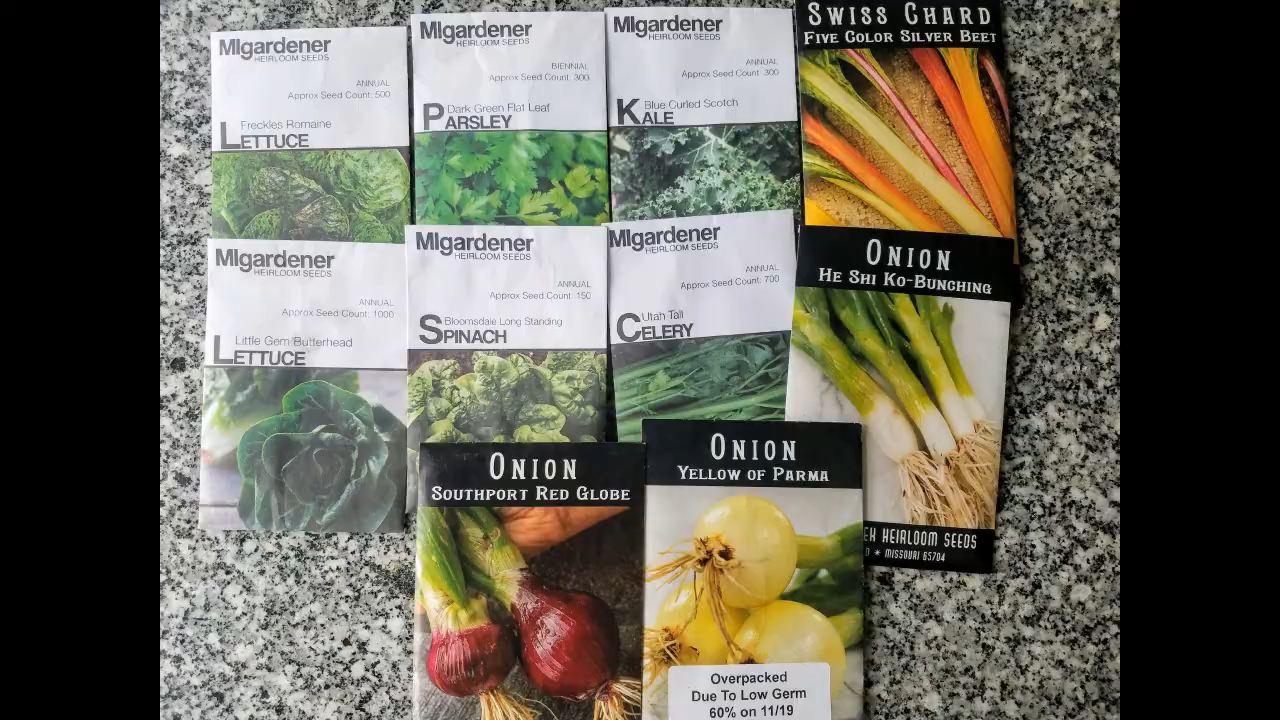 MIgardener
HEIRLOOM SEEDS
ANNUAL
Approx Seed Count: 500
Freckles Romaine
LETTUCE
MIgardener
HEIRLOOM SEEDS
BIENNIAL
Approx Seed Count: 300
Dark Green Flat Leaf
PARSLEY
MIgardener
HEIRLOOM SEEDS
ANNUAL
Approx Seed Count: 300
Blue Curled Scotch
KALE
SWISS CHARD
FIVE COLOR SILVER BEET
MIgardener
HEIRLOOM SEEDS
ANNUAL
Approx Seed Count: 1000
Little Gem Butterhead
LETTUCE
MIgardener
HEIRLOOM SEEDS
ANNUAL
Approx Seed Count: 150
Bloomsdale Long Standing
SPINACH
MIgardener
HEIRLOOM SEEDS
ANNUAL
Approx Seed Count: 700
Utah Tall
CELERY
ONION
HE SHI KO-BUNCHING
HEIRLOOM SEEDS
* MISSOURI 65704
ONION
SOUTHPORT RED GLOBE
ONION
YELLOW OF PARMA
Overpacked
Due To Low Germ
60% on 11/19